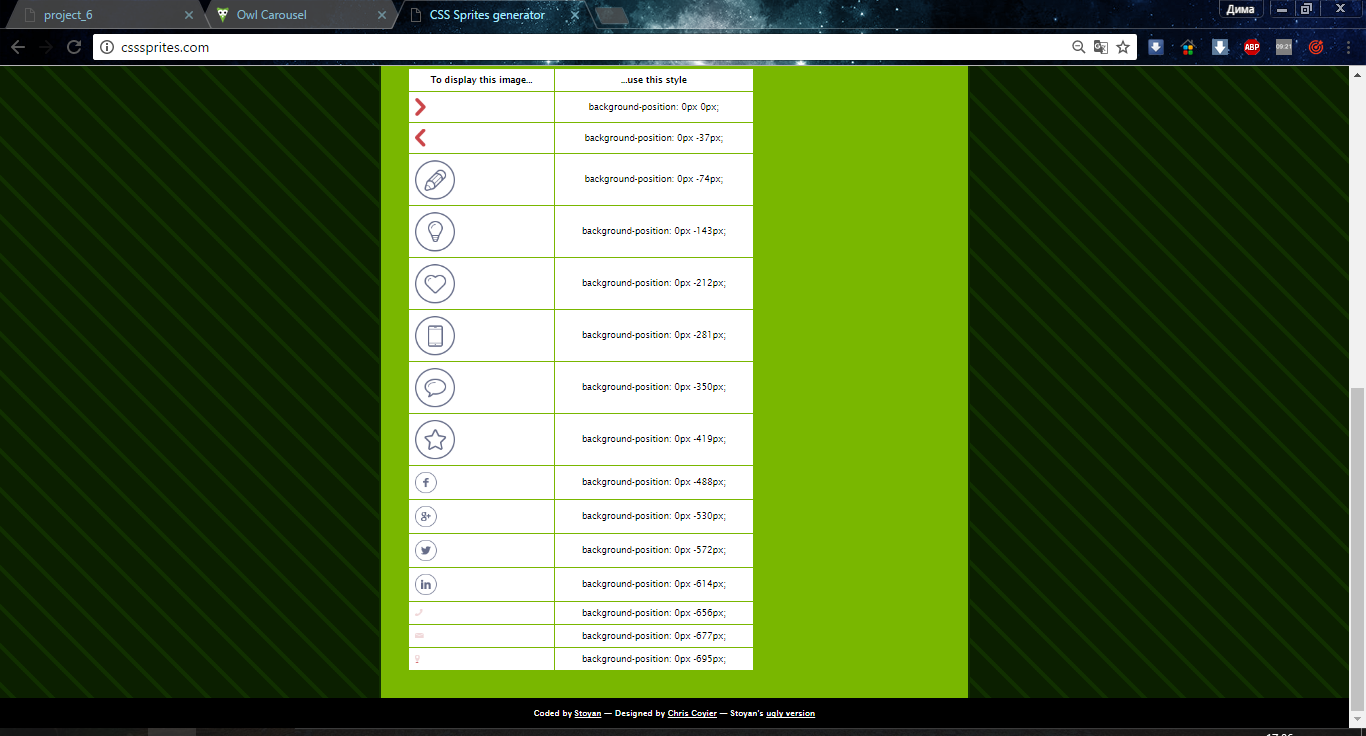 project_6
Owl Carousel
CSS Sprites generator
Дима
csssprites.com
ABP
09:21
To display this image... ...use this style
background-position: 0px 0px;
background-position: 0px -37px;
background-position: 0px -74px;
background-position: 0px -143px;
background-position: 0px -212px;
background-position: 0px -281px;
background-position: 0px -350px;
background-position: 0px -419px;
f background-position: 0px -488px;
g+ background-position: 0px -530px;
background-position: 0px -572px;
in background-position: 0px -614px;
background-position: 0px -656px;
background-position: 0px -677px;
background-position: 0px -695px;
Coded by Stoyan — Designed by Chris Coyier — Stoyan's ugly version